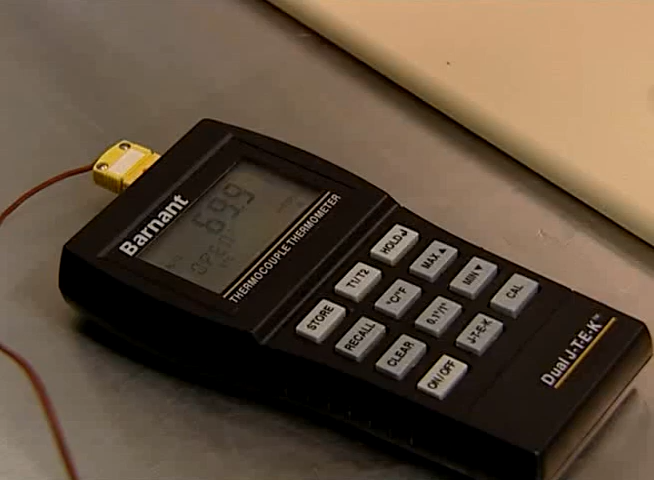 Barnant
69.9
OPEN
THERMOCOUPLE THERMOMETER
HOLD
MAX▲
MIN▼
CAL
T1/T2
°C/°F
0.1°/1°
J-T-E-K
STORE
RECALL
CLEAR
ON/OFF
Dual J-T-E-K™